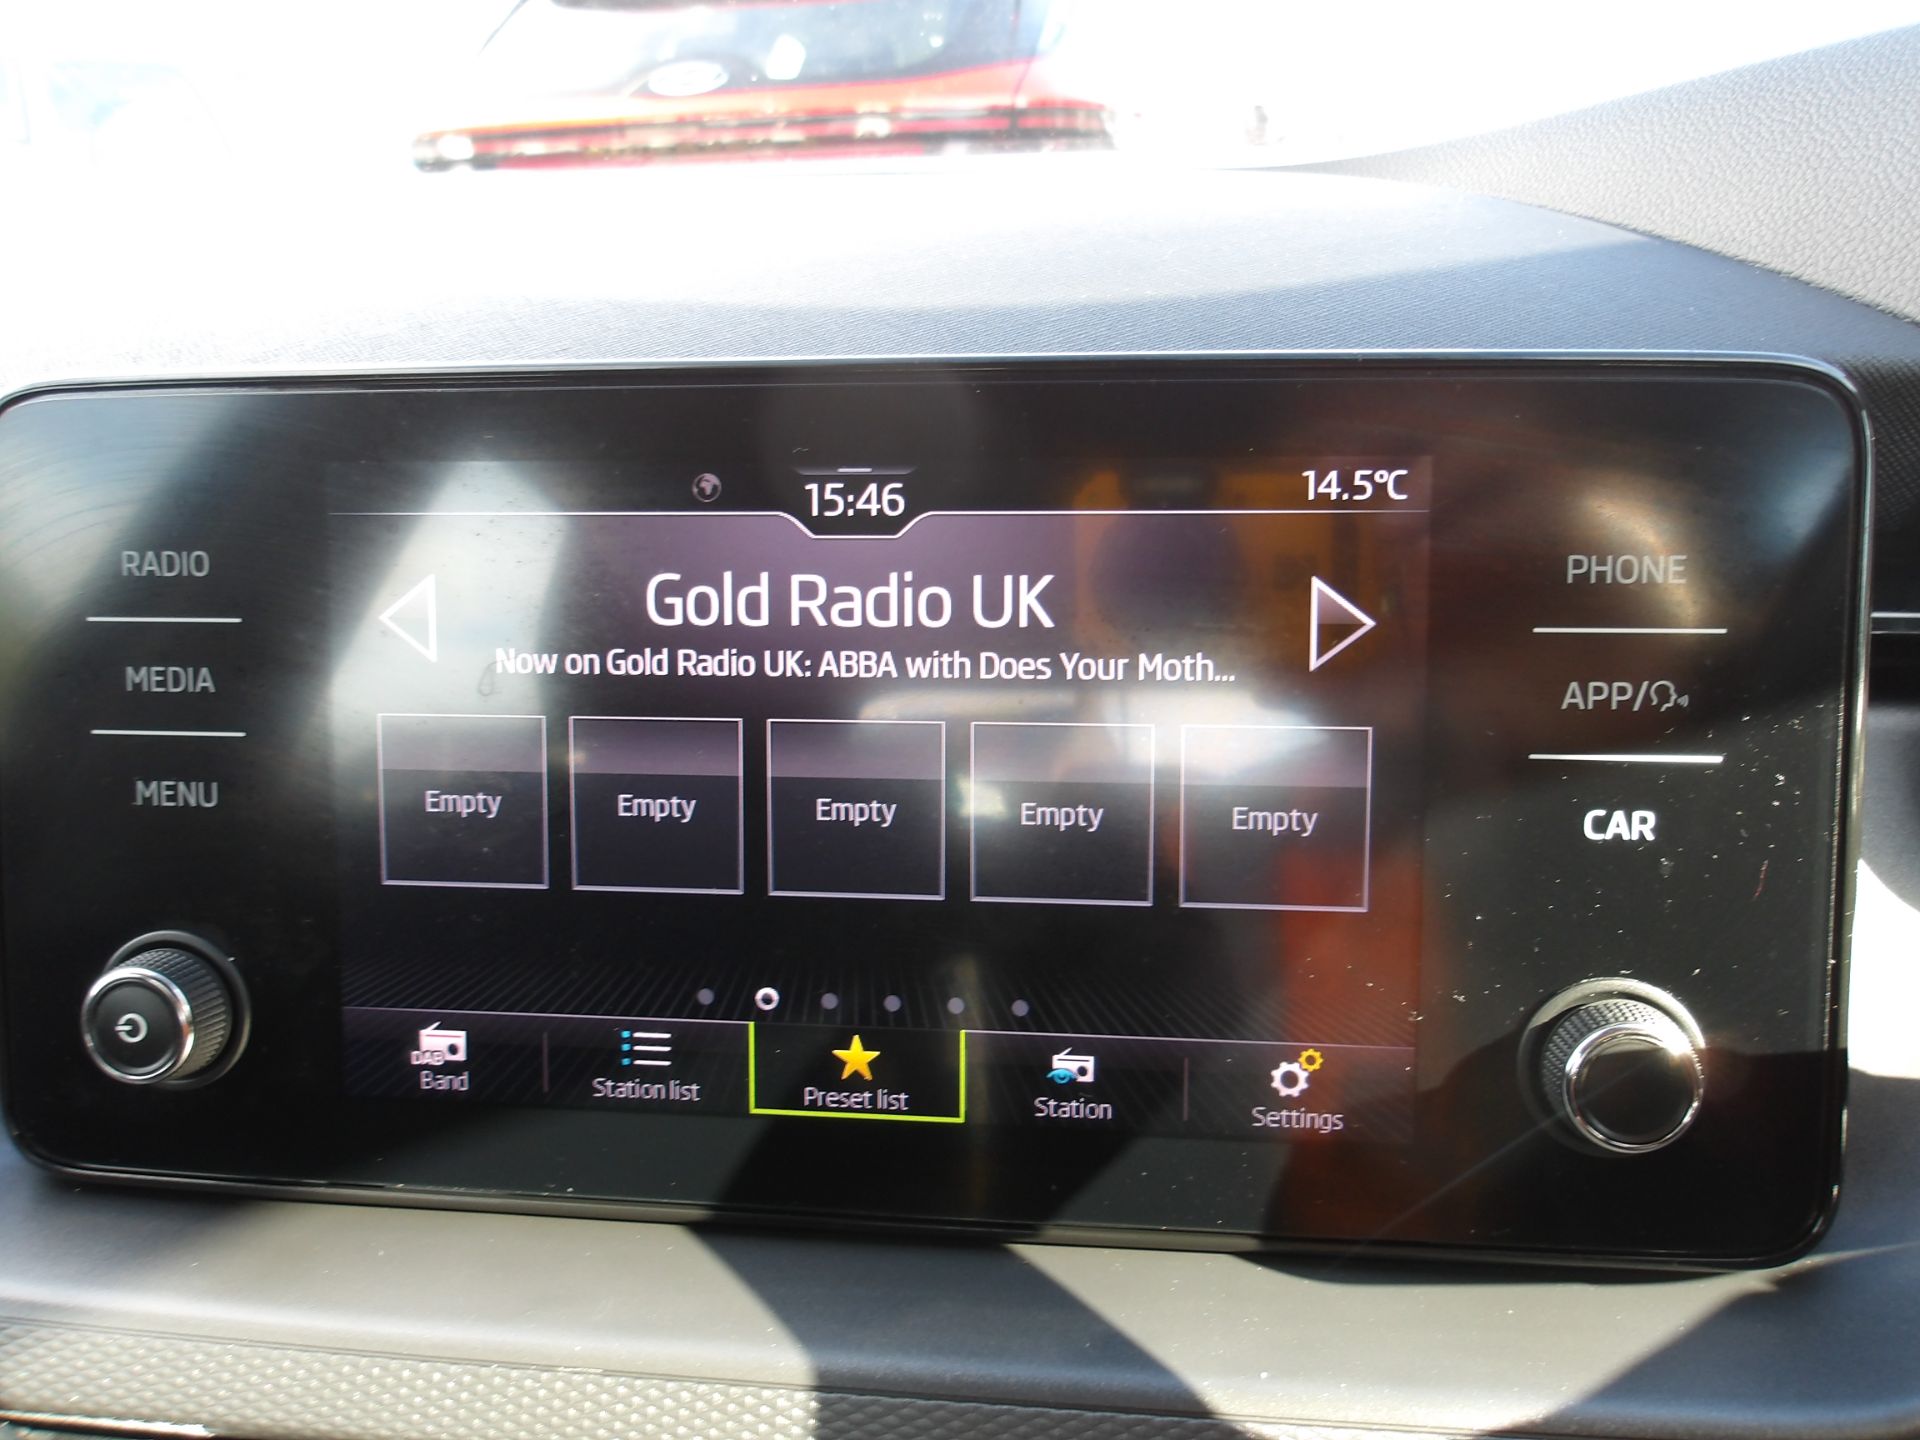 15:46
14.5°C
RADIO
MEDIA
MENU
Gold Radio UK
Now on Gold Radio UK: ABBA with Does Your Moth...
Empty
Empty
Empty
Empty
Empty
DAB
Band
Station list
Preset list
Station
Settings
PHONE
APP/
CAR